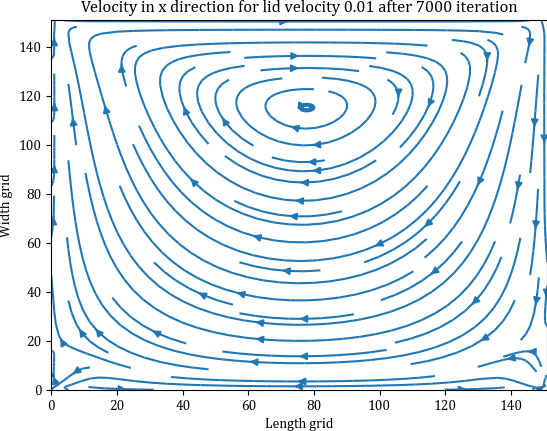 Velocity in x direction for lid velocity 0.01 after 7000 iteration
140
120
100
80
60
40
20
0
Width grid
0 20 40 60 80 100 120 140
Length grid